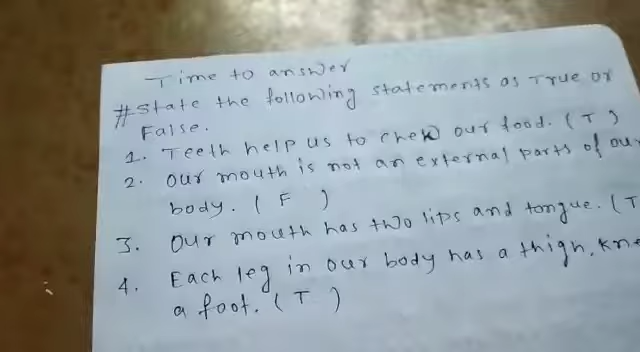 Time to answer
#State the following statements as True or
False.
1. Teeth help us to chew our food. (T)
2. Our mouth is not an external parts of our
body. (F)
3. Our mouth has two lips and tongue. (T
4. Each leg in our body has a thigh, kne
a foot. (T)